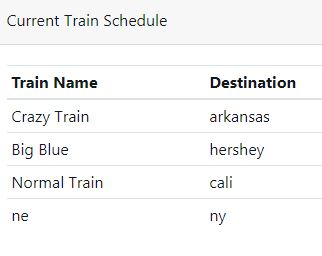 Current Train Schedule
Train Name Destination
Crazy Train arkansas
Big Blue hershey
Normal Train cali
ne ny